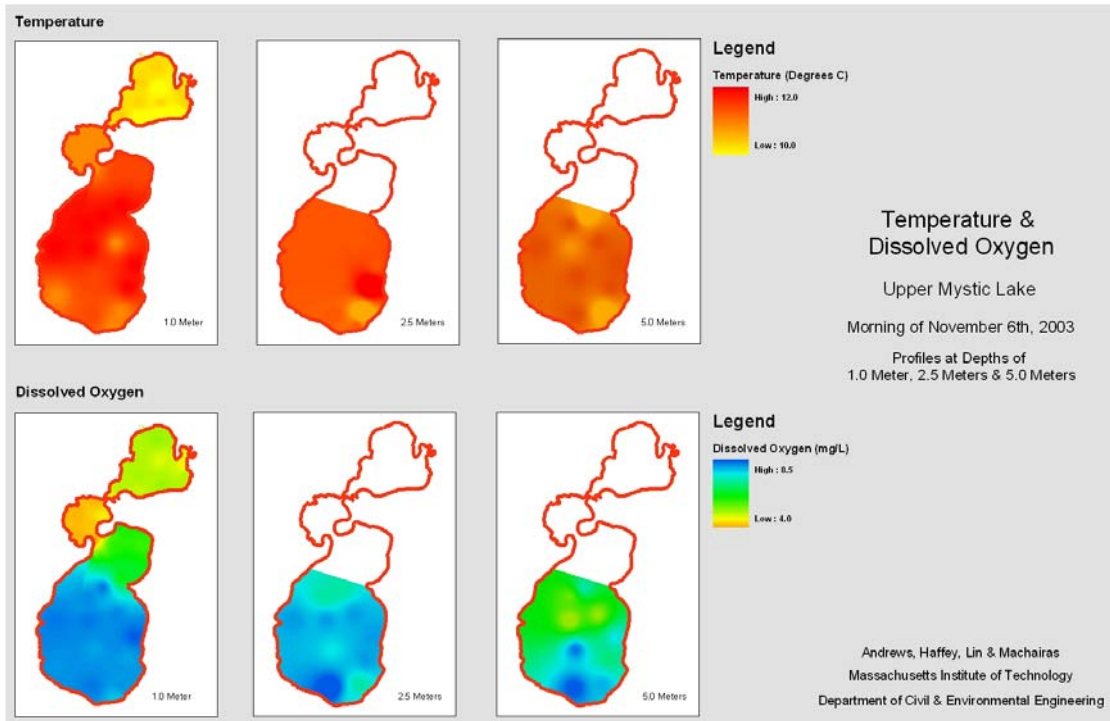 Temperature
1.0 Meter
2.5 Meters
5.0 Meters
Legend
Temperature (Degrees C)
High : 12.0
Low : 10.0
Temperature &
Dissolved Oxygen
Upper Mystic Lake
Morning of November 6th, 2003
Profiles at Depths of
1.0 Meter, 2.5 Meters & 5.0 Meters
Dissolved Oxygen
1.0 Meter
2.5 Meters
5.0 Meters
Legend
Dissolved Oxygen (mg/L)
High : 8.5
Low : 4.0
Andrews, Haffey, Lin & Machairas
Massachusetts Institute of Technology
Department of Civil & Environmental Engineering